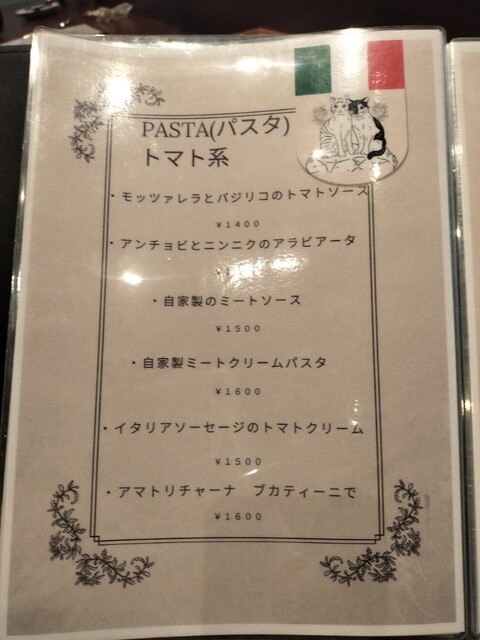 PASTA(パスタ)
トマト系
・モッツァレラとバジリコのトマトソース
¥1400
・アンチョビとニンニクのアラビアータ
・自家製のミートソース
¥1500
・自家製ミートクリームパスタ
¥1600
・イタリアソーセージのトマトクリーム
¥1500
・アマトリチャーナ　ブカティーニで
¥1600